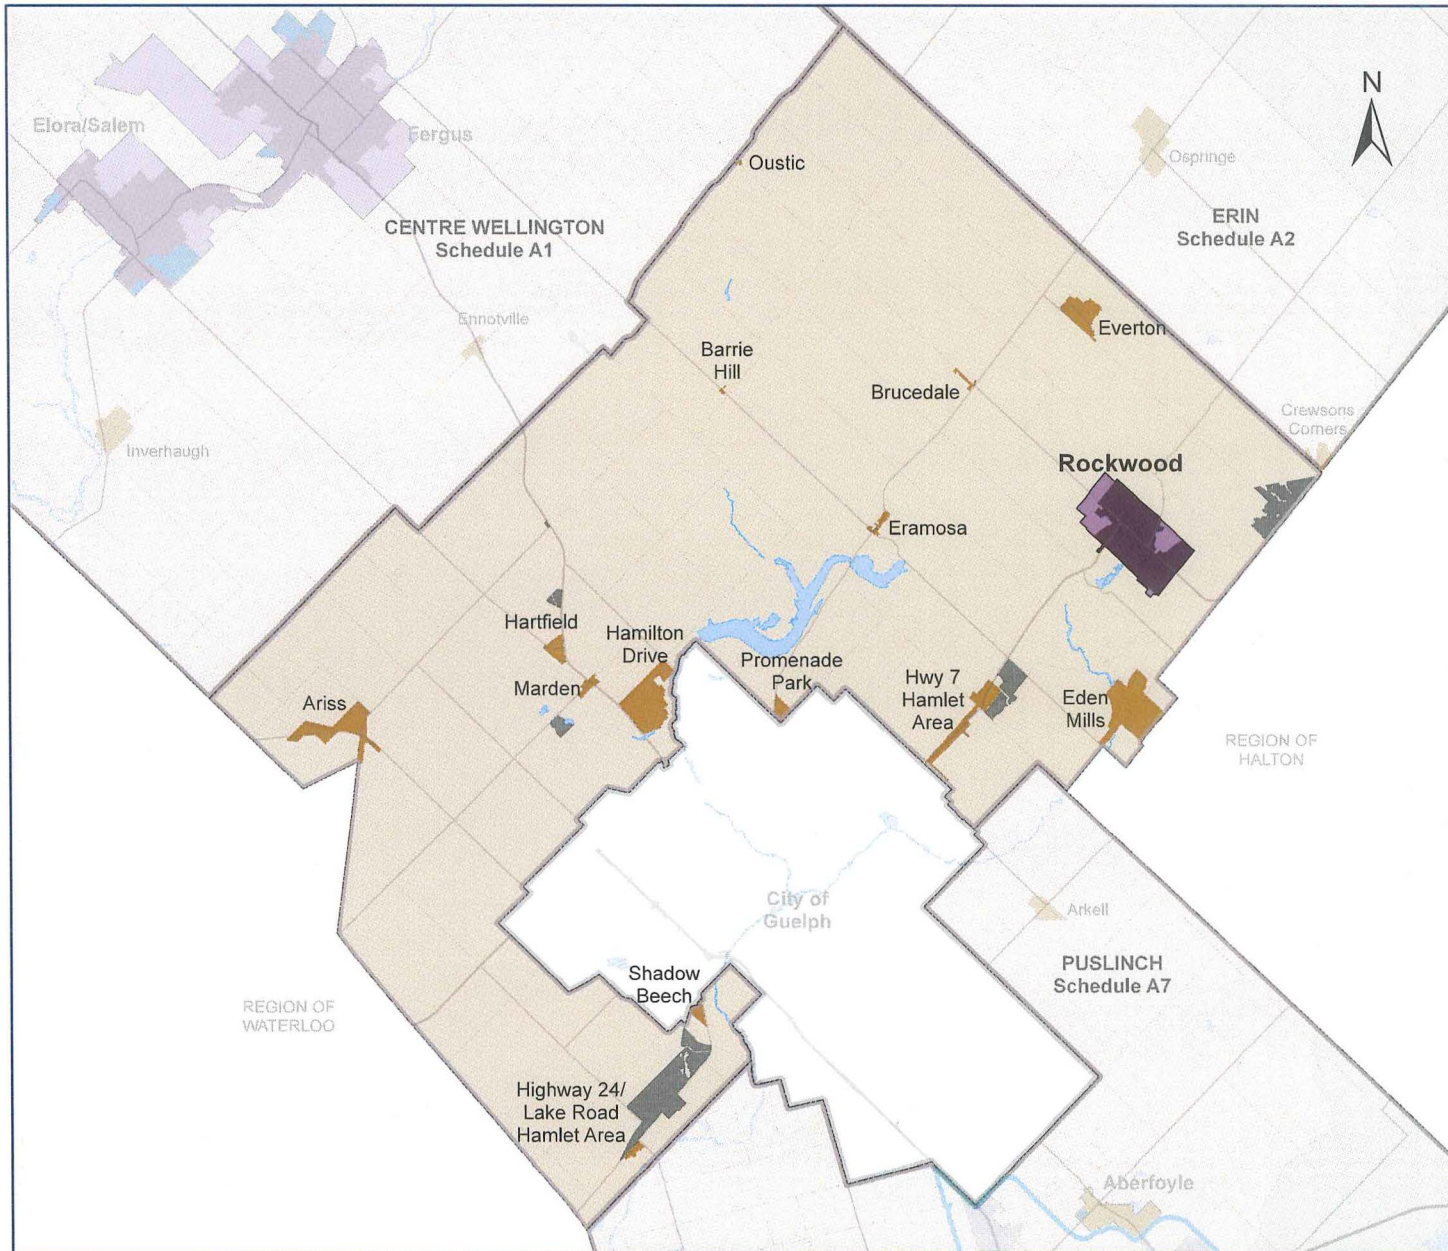 N
Elora/Salem
Fergus
Oustic
Ospringe
CENTRE WELLINGTON
Schedule A1
ERIN
Schedule A2
Ennotville
Everton
Barrie
Hill
Brucedale
Crewsons
Corners
Inverhaugh
Rockwood
Eramosa
Hartfield
Hamilton
Drive
Promenade
Park
Hwy 7
Hamlet
Area
Marden
Ariss
Eden
Mills
REGION OF
HALTON
City of
Guelph
Arkell
PUSLINCH
Schedule A7
Shadow
Beech
REGION OF
WATERLOO
Highway 24/
Lake Road
Hamlet Area
Aberfoyle